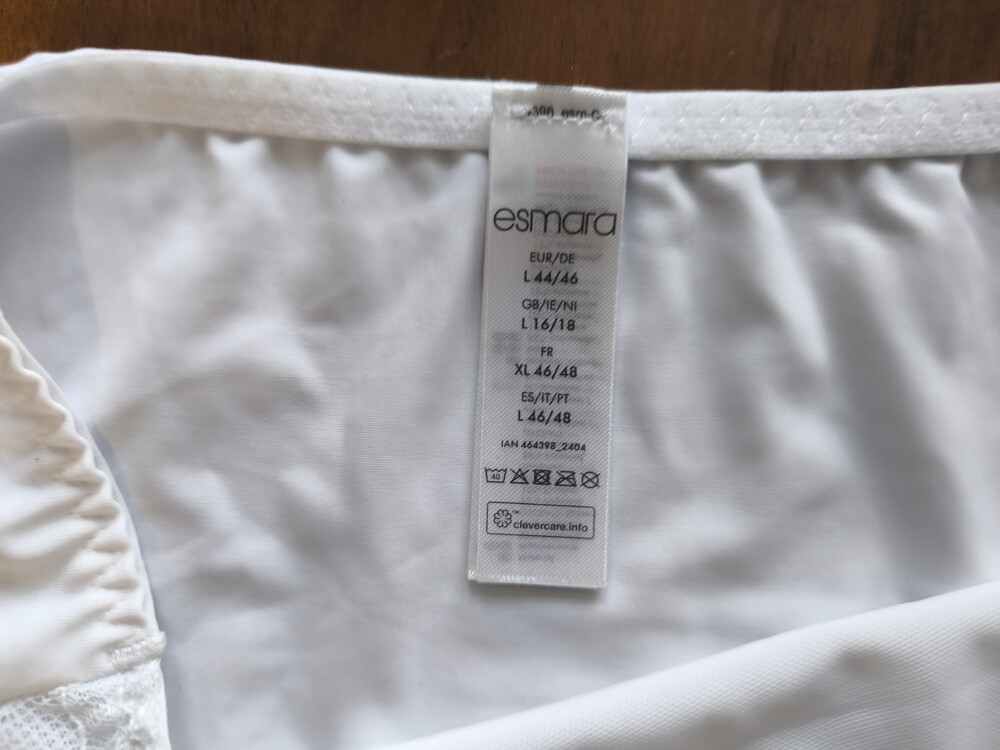 esmara
EUR/DE
L 44/46
GB/IE/NI
L 16/18
FR
XL 46/48
ES/IT/PT
L 46/48
IAN 464398_2404
40
clevercare.info